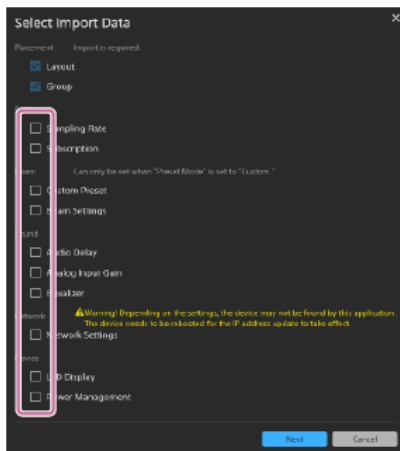 Select Import Data
Placement Import is required.
Layout
Group
Sampling Rate
Subscription
Can only be set when "Preset Mode" is set to "Custom."
Custom Preset
Beam Settings
Sound
Audio Delay
Analog Input Gain
Equalizer
Network Warning! Depending on the settings, the device may not be found by this application.
The device needs to be rebooted for the IP address update to take effect.
Network Settings
Device
LED Display
Power Management
Next Cancel